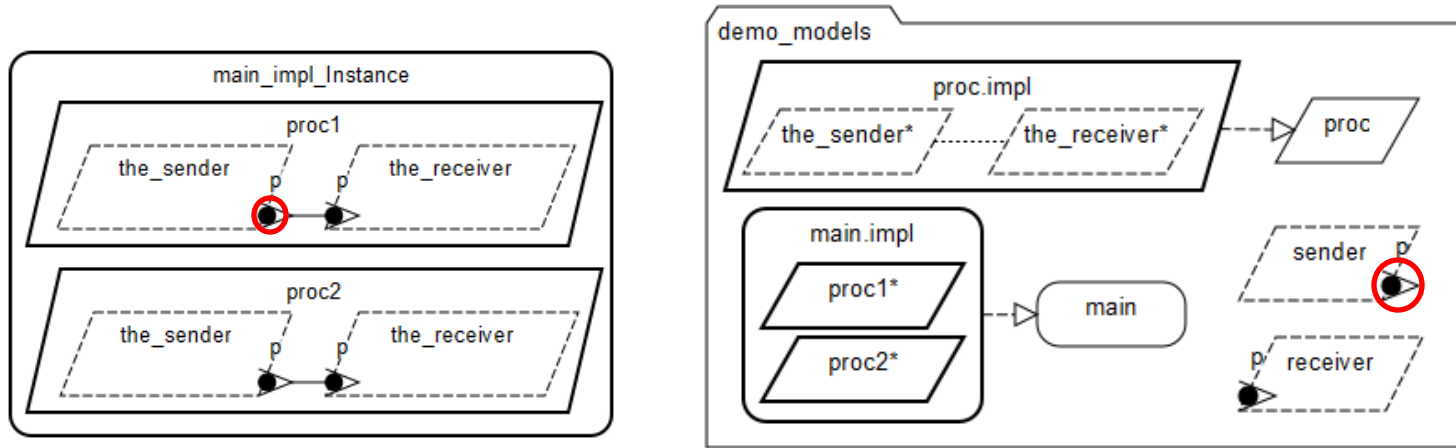 main_impl_Instance
proc1
the_sender
p
p
the_receiver
proc2
the_sender
p
p
the_receiver
demo_models
proc.impl
the_sender*
the_receiver*
proc
main.impl
proc1*
proc2*
main
sender
p
p
receiver